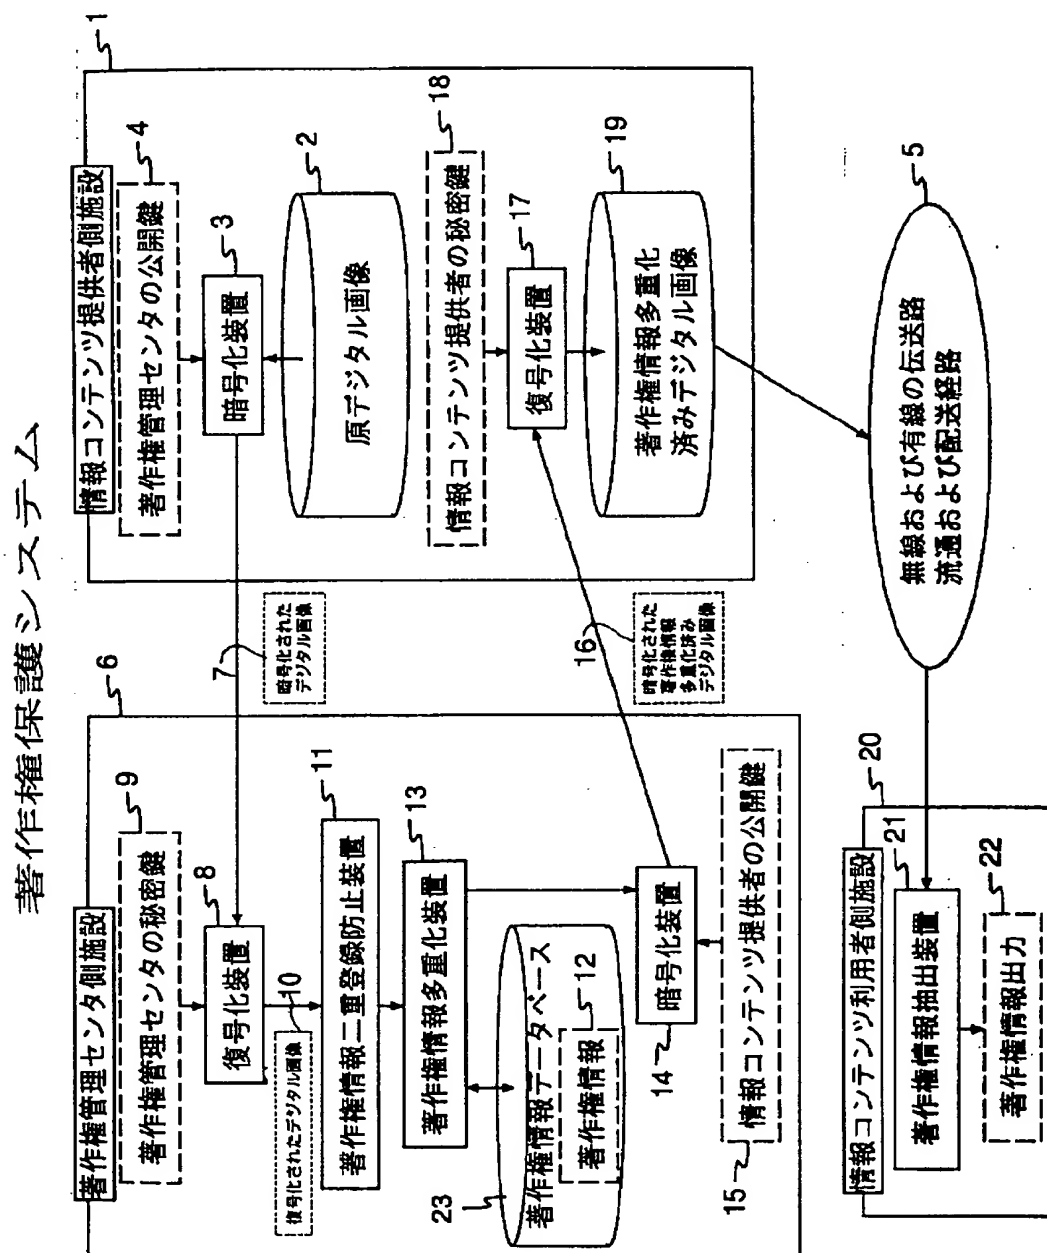 著作権保護システム
著作権管理センタ側施設
6
著作権管理センタの秘密鍵
9
復号化装置
8
復号化されたデジタル画像
10
著作権情報二重登録防止装置
11
著作権情報多重化装置
13
著作権情報データベース
23
著作権情報
12
暗号化装置
14
情報コンテンツ提供者の公開鍵
15
7
暗号化された
デジタル画像
16
暗号化された
著作権情報
多重化済み
デジタル画像
情報コンテンツ提供者側施設
1
著作権管理センタの公開鍵
4
暗号化装置
3
原デジタル画像
2
情報コンテンツ提供者の秘密鍵
18
復号化装置
17
著作権情報多重化
済みデジタル画像
19
無線および有線の伝送路
流通および配送経路
5
情報コンテンツ利用者側施設
20
著作権情報抽出装置
21
著作権情報出力
22